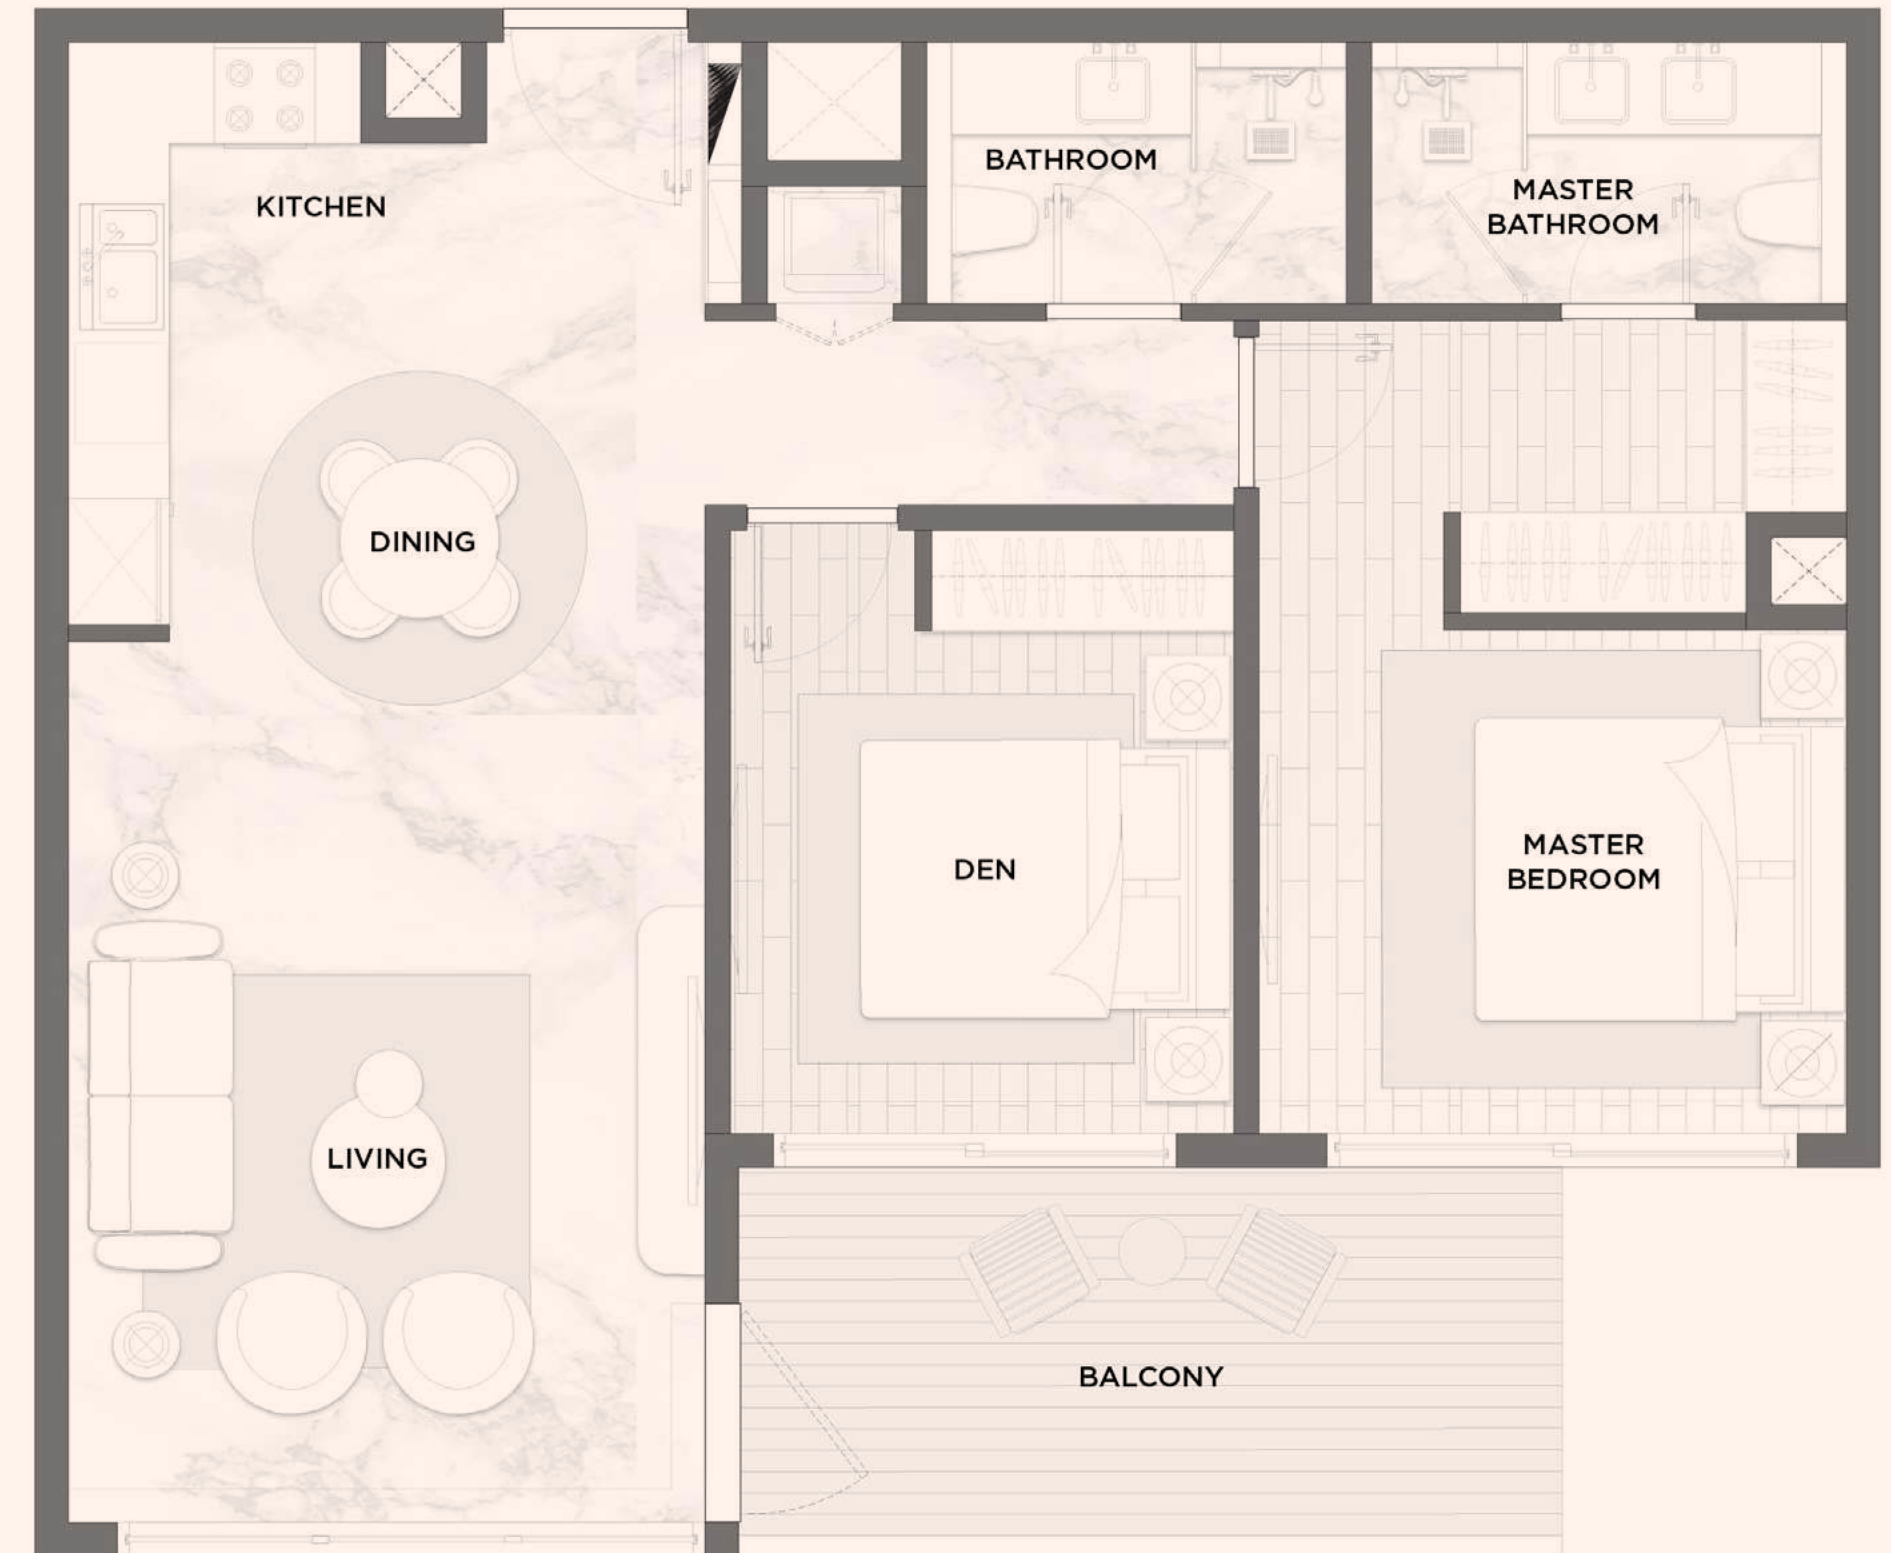 BATHROOM
MASTER
BATHROOM
KITCHEN
DINING
DEN
MASTER
BEDROOM
LIVING
BALCONY